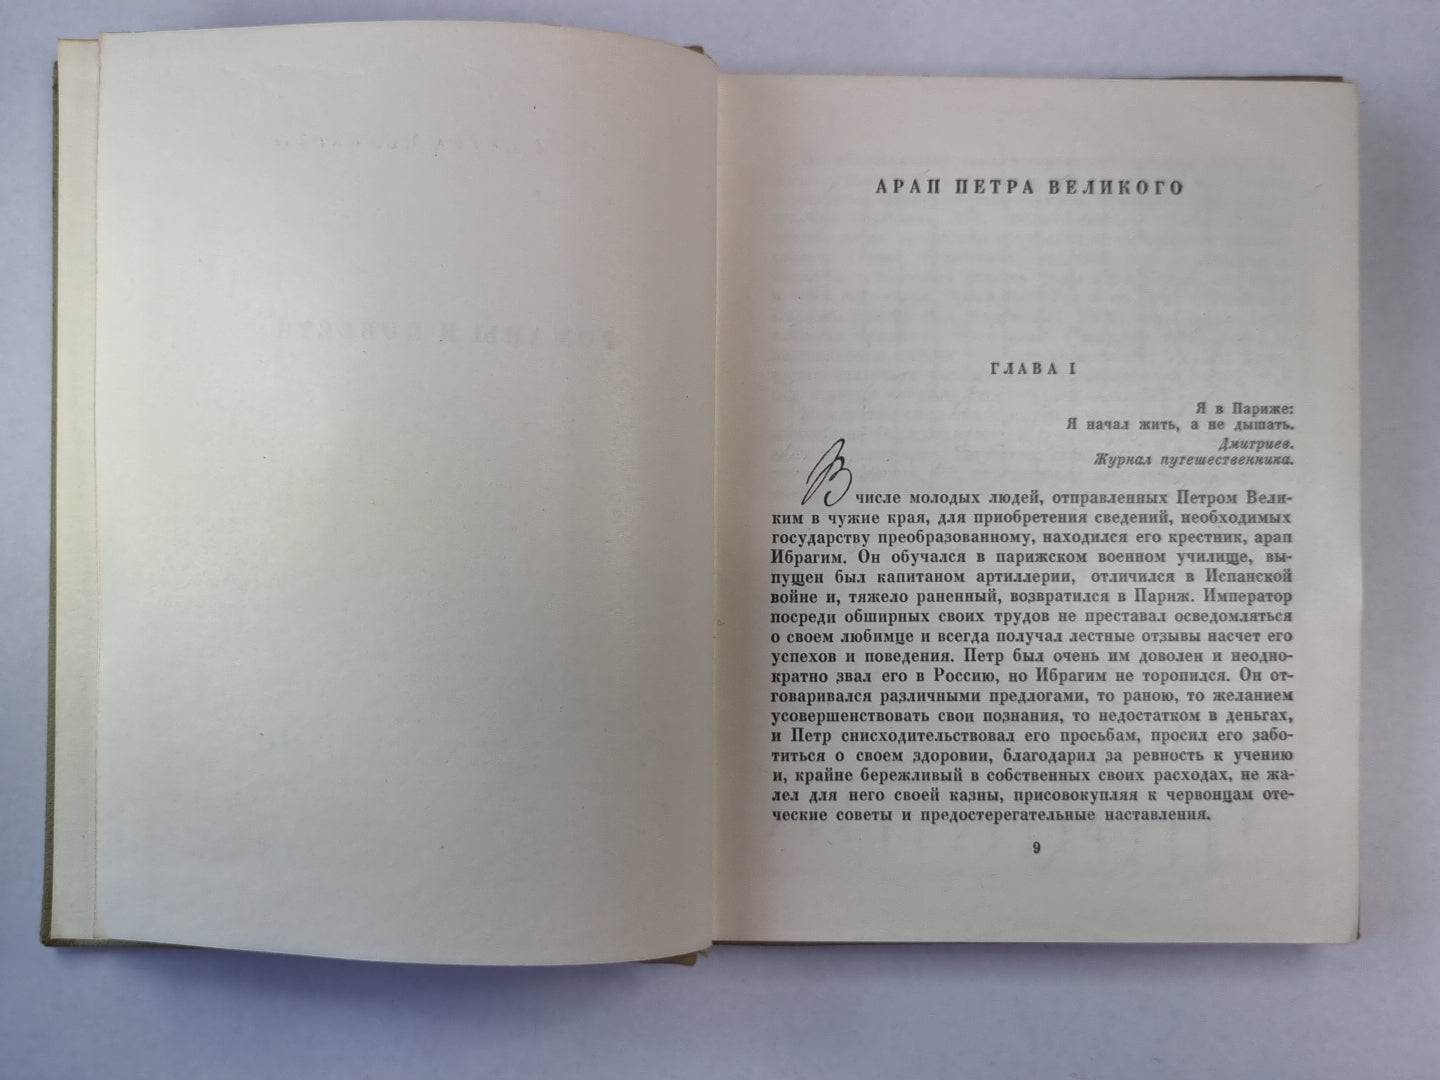 АРАП ПЕТРА ВЕЛИКОГО
ГЛАВА I
Я в Париже:
Я начал жить, а не дышать.
Дмитриев.
Журнал путешественника.
В числе молодых людей, отправленных Петром Вели-
ким в чужие края, для приобретения сведений, необходимых
государству преобразованному, находился его крестник, арап
Ибрагим. Он обучался в парижском военном училище, вы-
пущен был капитаном артиллерии, отличился в Испанской
войне и, тяжело раненный, возвратился в Париж. Император
посреди обширных своих трудов не преставал осведомляться
о своем любимце и всегда получал лестные отзывы насчет его
успехов и поведения. Петр был очень им доволен и неодно-
кратно звал его в Россию, но Ибрагим не торопился. Он от-
говаривался различными предлогами, то раною, то желанием
усовершенствовать свои познания, то недостатком в деньгах,
и Петр снисходительствовал его просьбам, просил его забо-
титься о своем здоровии, благодарил за ревность к учению
и, крайне бережливый в собственных своих расходах, не жа-
лел для него своей казны, присовокупляя к червонцам оте-
ческие советы и предостерегательные наставления.
9